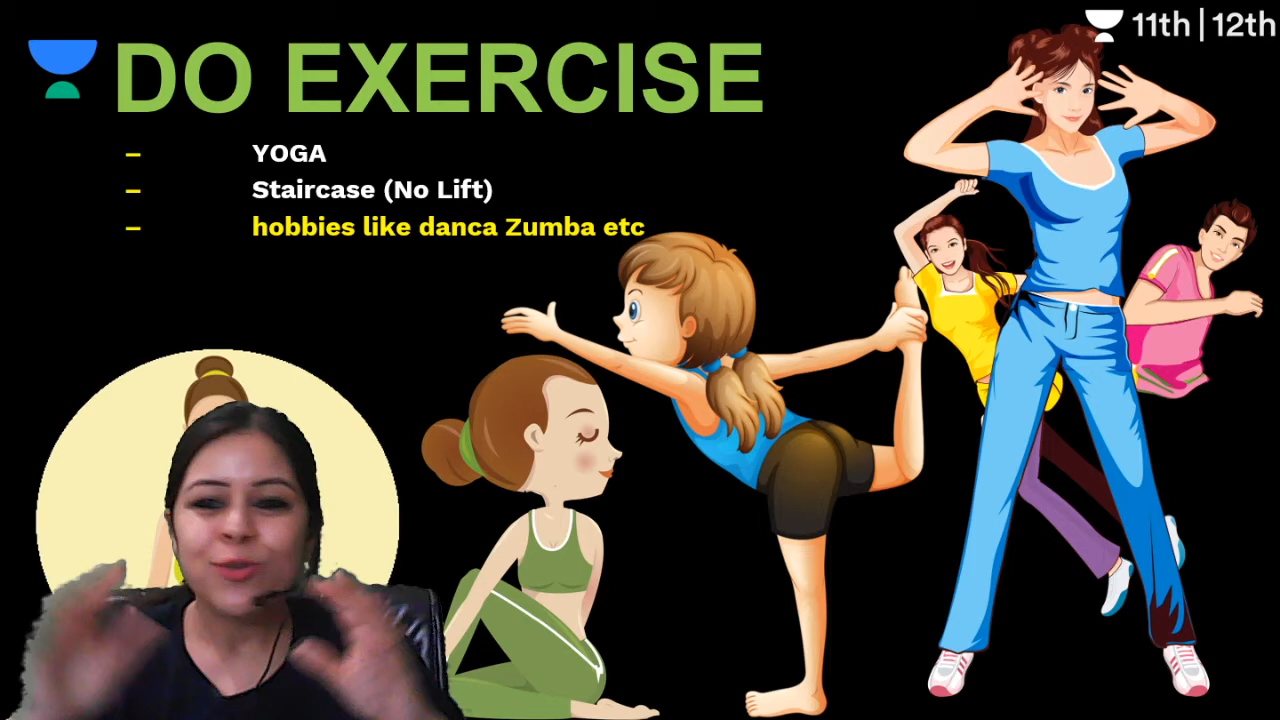 11th | 12th
DO EXERCISE
– YOGA
– Staircase (No Lift)
– hobbies like danca Zumba etc